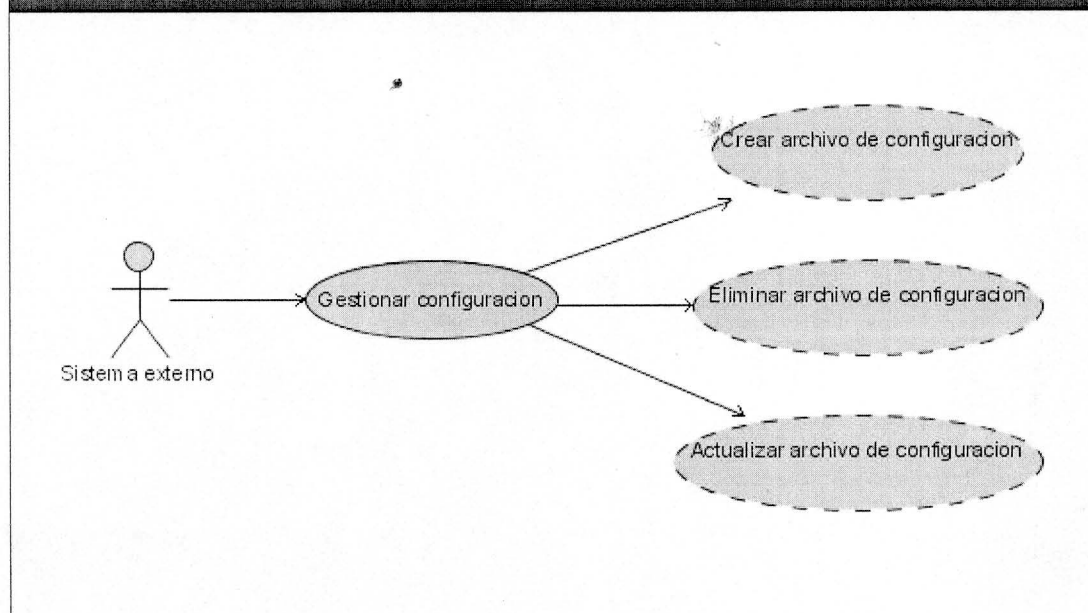 Crear archivo de configuracion
Gestionar configuracion
Eliminar archivo de configuracion
Sistema externo
Actualizar archivo de configuracion